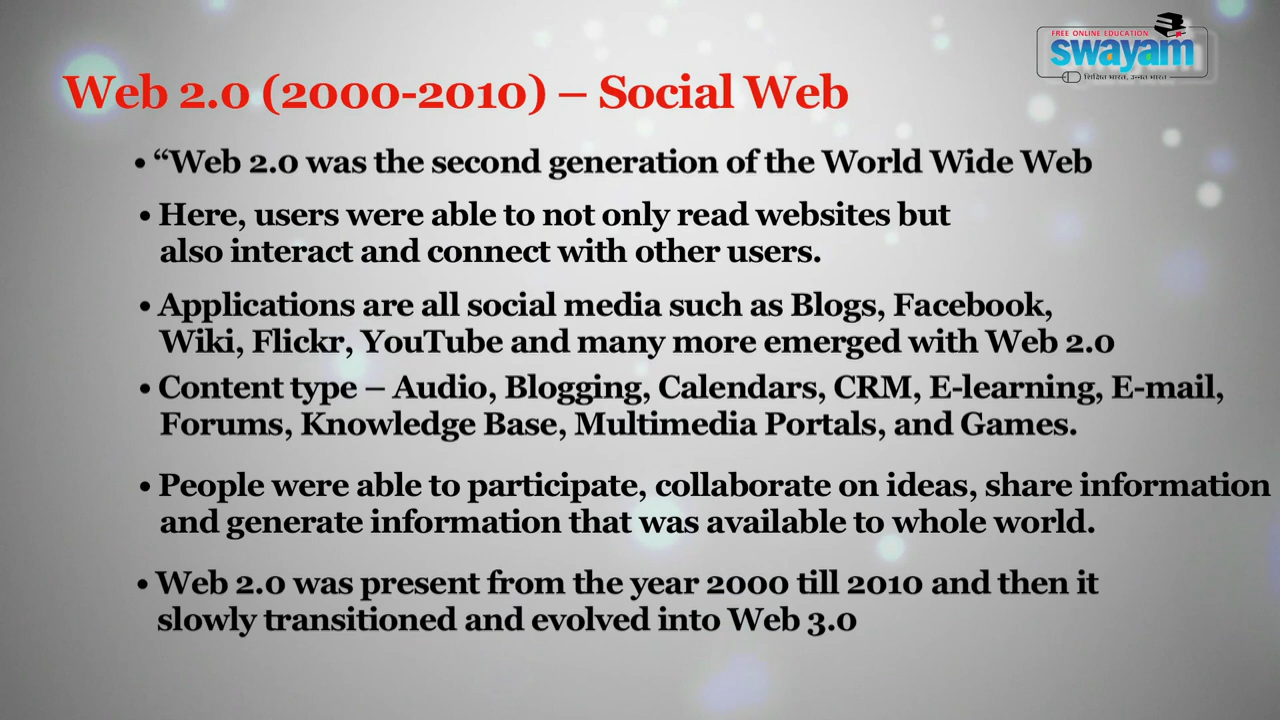 FREE ONLINE EDUCATION
swayam
शिक्षित भारत, उन्नत भारत
Web 2.0 (2000-2010) – Social Web
• “Web 2.0 was the second generation of the World Wide Web
• Here, users were able to not only read websites but
also interact and connect with other users.
• Applications are all social media such as Blogs, Facebook,
Wiki, Flickr, YouTube and many more emerged with Web 2.0
• Content type – Audio, Blogging, Calendars, CRM, E-learning, E-mail,
Forums, Knowledge Base, Multimedia Portals, and Games.
• People were able to participate, collaborate on ideas, share information
and generate information that was available to whole world.
• Web 2.0 was present from the year 2000 till 2010 and then it
slowly transitioned and evolved into Web 3.0